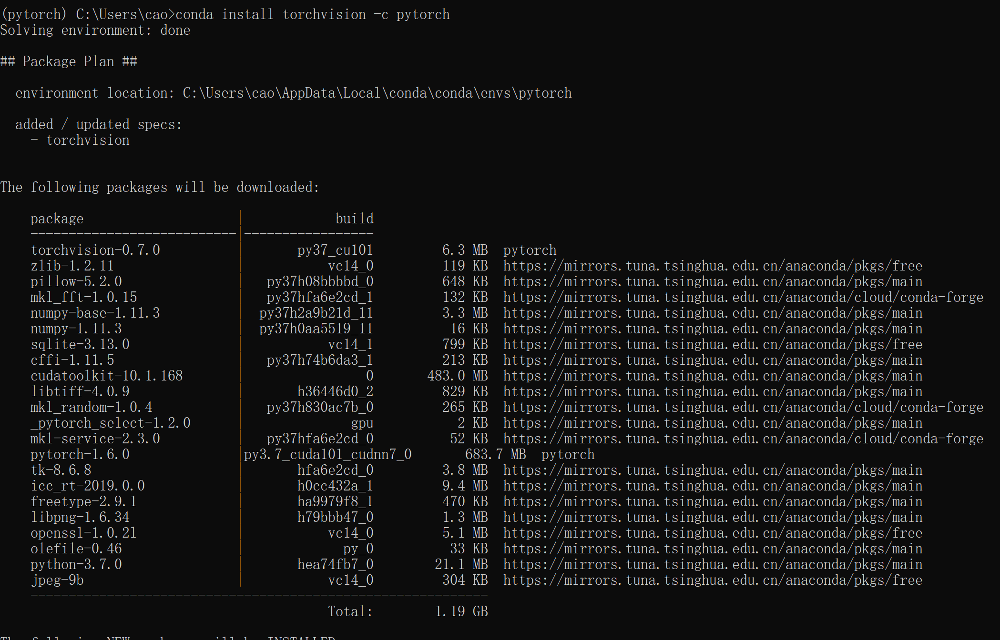 (pytorch) C:\Users\cao>conda install torchvision -c pytorch
Solving environment: done
## Package Plan ##
environment location: C:\Users\cao\AppData\Local\conda\conda\envs\pytorch
added / updated specs:
- torchvision
The following packages will be downloaded:
package | build
---------------------------|-----------------
torchvision-0.7.0 | py37_cu101 6.3 MB pytorch
zlib-1.2.11 | vc14_0 119 KB https://mirrors.tuna.tsinghua.edu.cn/anaconda/pkgs/free
pillow-5.2.0 | py37h08bbbbd_0 648 KB https://mirrors.tuna.tsinghua.edu.cn/anaconda/pkgs/main
mkl_fft-1.0.15 | py37hfa6e2cd_1 132 KB https://mirrors.tuna.tsinghua.edu.cn/anaconda/cloud/conda-forge
numpy-base-1.11.3 | py37h2a9b21d_11 3.3 MB https://mirrors.tuna.tsinghua.edu.cn/anaconda/pkgs/main
numpy-1.11.3 | py37h0aa5519_11 16 KB https://mirrors.tuna.tsinghua.edu.cn/anaconda/pkgs/main
sqlite-3.13.0 | vc14_1 799 KB https://mirrors.tuna.tsinghua.edu.cn/anaconda/pkgs/free
cffi-1.11.5 | py37h74b6da3_1 213 KB https://mirrors.tuna.tsinghua.edu.cn/anaconda/pkgs/main
cudatoolkit-10.1.168 | 0 483.0 MB https://mirrors.tuna.tsinghua.edu.cn/anaconda/pkgs/main
libtiff-4.0.9 | h36446d0_2 829 KB https://mirrors.tuna.tsinghua.edu.cn/anaconda/pkgs/main
mkl_random-1.0.4 | py37h830ac7b_0 265 KB https://mirrors.tuna.tsinghua.edu.cn/anaconda/cloud/conda-forge
_pytorch_select-1.2.0 | gpu 2 KB https://mirrors.tuna.tsinghua.edu.cn/anaconda/pkgs/main
mkl-service-2.3.0 | py37hfa6e2cd_0 52 KB https://mirrors.tuna.tsinghua.edu.cn/anaconda/cloud/conda-forge
pytorch-1.6.0 |py3.7_cuda101_cudnn7_0 683.7 MB pytorch
tk-8.6.8 | hfa6e2cd_0 3.8 MB https://mirrors.tuna.tsinghua.edu.cn/anaconda/pkgs/main
icc_rt-2019.0.0 | h0cc432a_1 9.4 MB https://mirrors.tuna.tsinghua.edu.cn/anaconda/pkgs/main
freetype-2.9.1 | ha9979f8_1 470 KB https://mirrors.tuna.tsinghua.edu.cn/anaconda/pkgs/main
libpng-1.6.34 | h79bbb47_0 1.3 MB https://mirrors.tuna.tsinghua.edu.cn/anaconda/pkgs/main
openssl-1.0.2l | vc14_0 5.1 MB https://mirrors.tuna.tsinghua.edu.cn/anaconda/pkgs/free
olefile-0.46 | py_0 33 KB https://mirrors.tuna.tsinghua.edu.cn/anaconda/pkgs/main
python-3.7.0 | hea74fb7_0 21.1 MB https://mirrors.tuna.tsinghua.edu.cn/anaconda/pkgs/main
jpeg-9b | vc14_0 304 KB https://mirrors.tuna.tsinghua.edu.cn/anaconda/pkgs/free
------------------------------------------------------------
Total: 1.19 GB
The following NEW packages will be INSTALLED